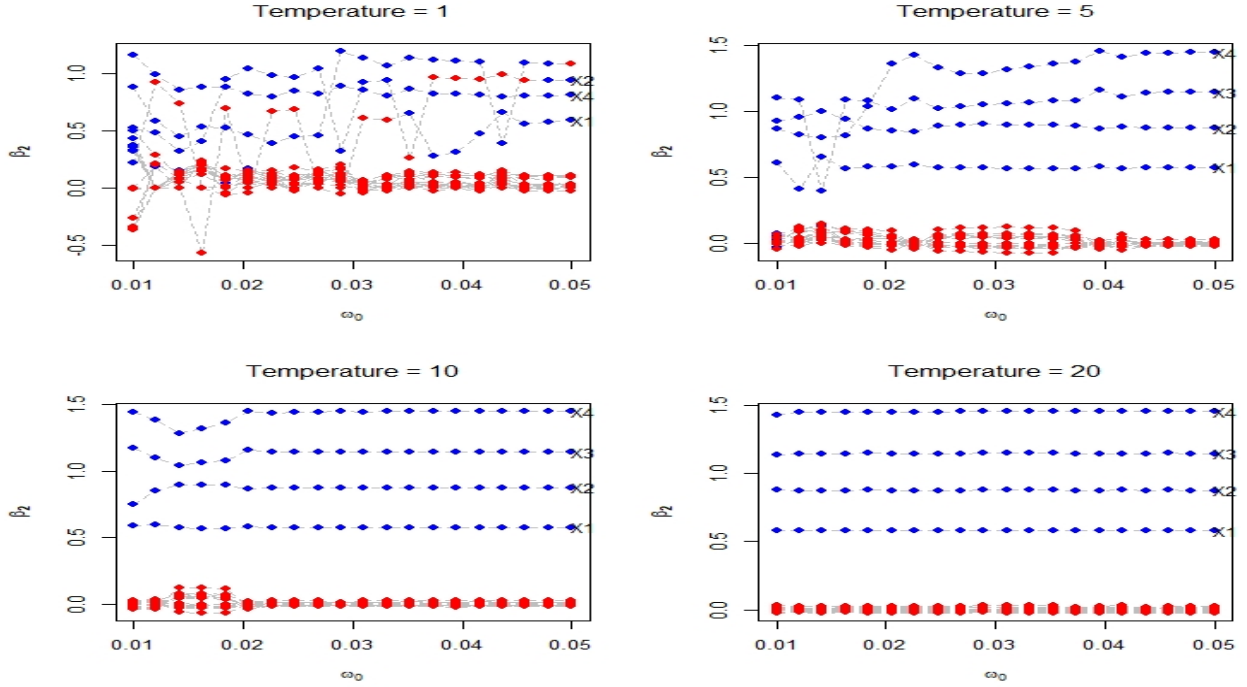 Temperature = 1
β₂
1.0
0.5
0.0
-0.5
X2
X4
X1
0.01 0.02 0.03 0.04 0.05
ω₀
Temperature = 5
β₂
1.5
1.0
0.5
0.0
X4
X3
X2
X1
0.01 0.02 0.03 0.04 0.05
ω₀
Temperature = 10
β₂
1.5
1.0
0.5
0.0
X4
X3
X2
X1
0.01 0.02 0.03 0.04 0.05
ω₀
Temperature = 20
β₂
1.5
1.0
0.5
0.0
X4
X3
X2
X1
0.01 0.02 0.03 0.04 0.05
ω₀